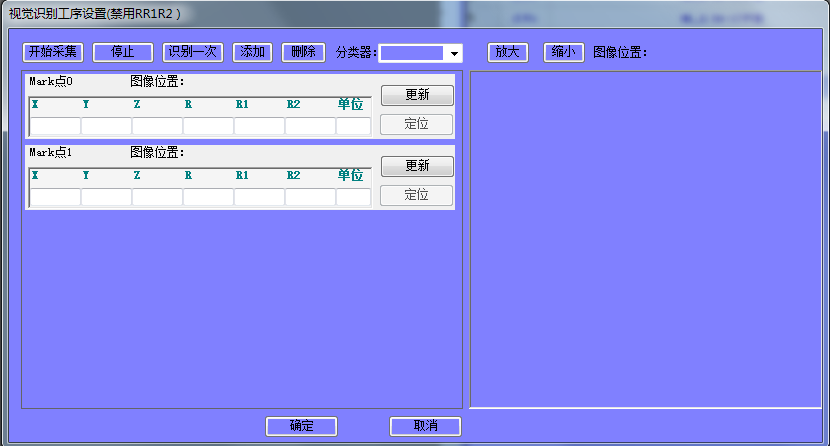 视觉识别工序设置(禁用RR1R2)
开始采集 停止 识别一次 添加 删除 分类器: 放大 缩小 图像位置:
Mark点0 图像位置:
更新
X Y Z R R1 R2 单位
定位
Mark点1 图像位置:
更新
X Y Z R R1 R2 单位
定位
确定 取消